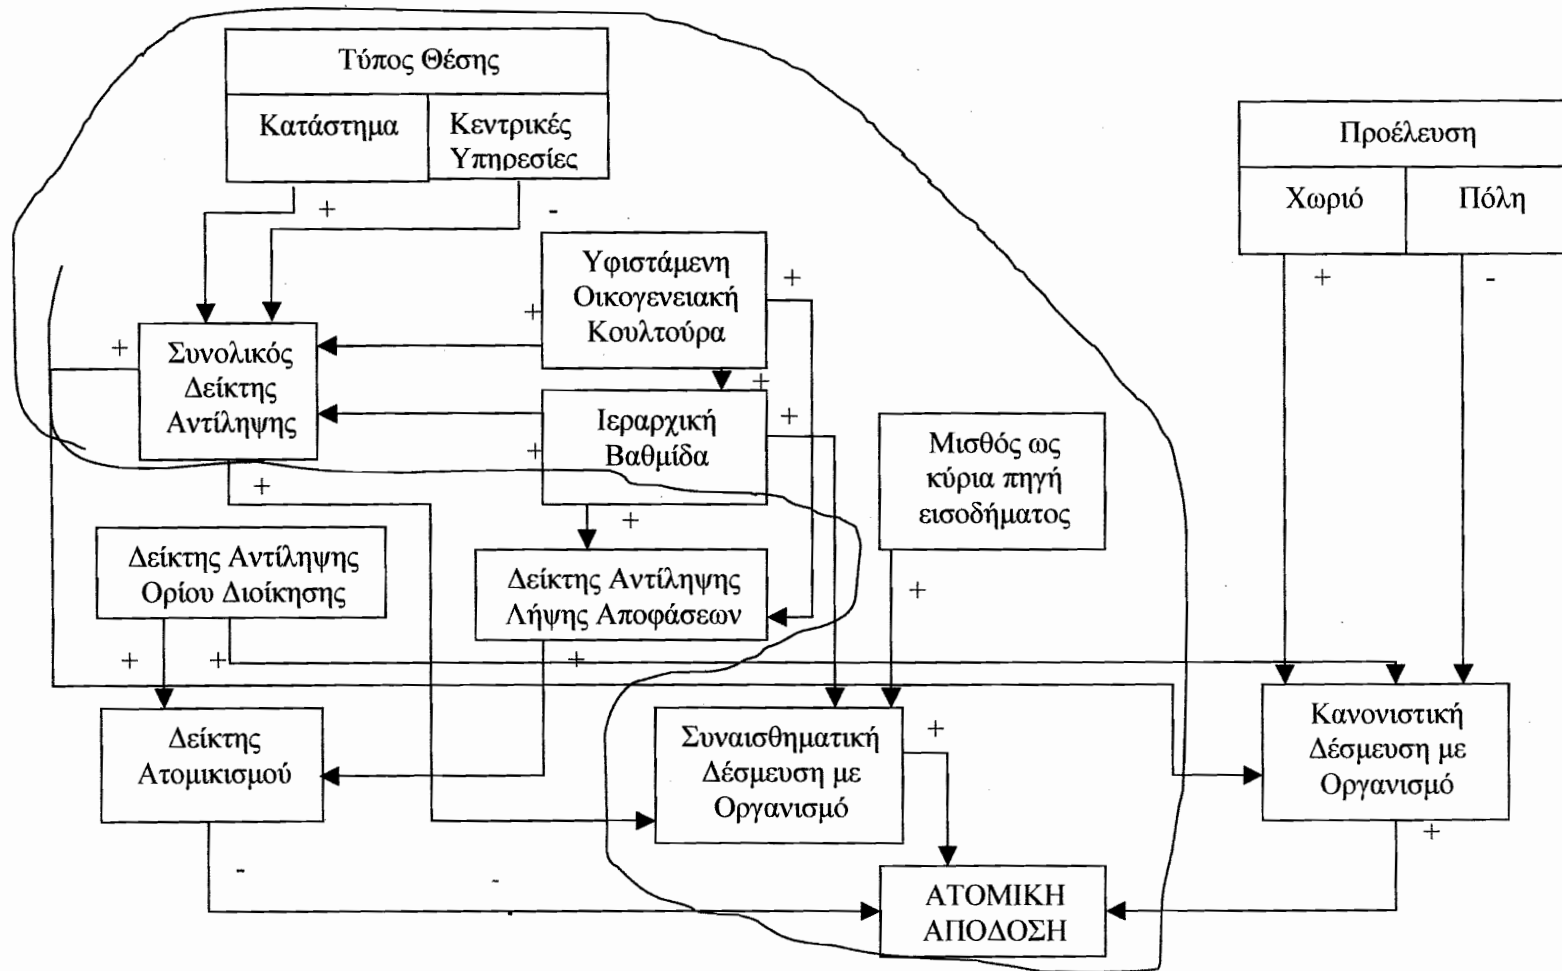 Τύπος Θέσης
Κατάστημα
Κεντρικές
Υπηρεσίες
Προέλευση
Χωριό
Πόλη
+
-
+
-
Υφιστάμενη
Οικογενειακή
Κουλτούρα
+
+
+
Συνολικός
Δείκτης
Αντίληψης
+
+
Ιεραρχική
Βαθμίδα
+
+
Μισθός ως
κύρια πηγή
εισοδήματος
+
+
Δείκτης Αντίληψης
Ορίου Διοίκησης
Δείκτης Αντίληψης
Λήψης Αποφάσεων
+
+
+
+
Δείκτης
Ατομικισμού
Συναισθηματική
Δέσμευση με
Οργανισμό
+
Κανονιστική
Δέσμευση με
Οργανισμό
+
-
-
ΑΤΟΜΙΚΗ
ΑΠΟΔΟΣΗ